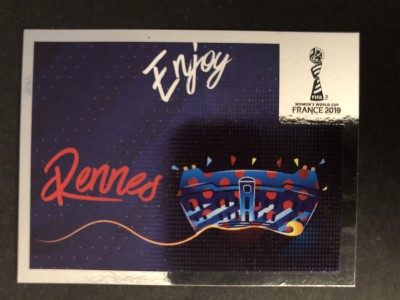 Enjoy
FIFA
WOMEN'S WORLD CUP
FRANCE 2019
Rennes